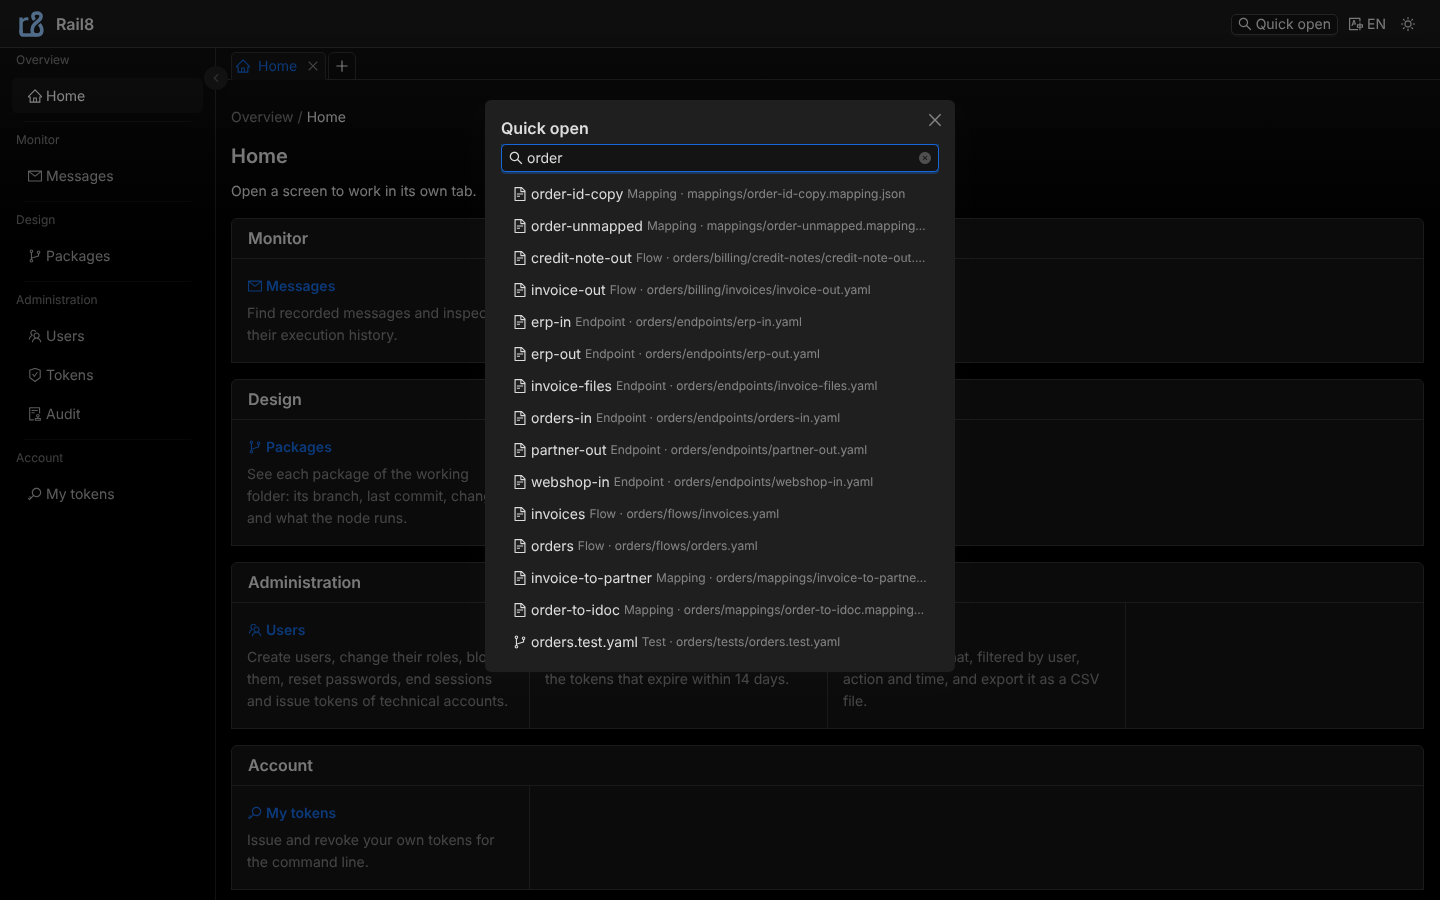 Rail8
Quick open
EN
Overview
Home
Monitor
Messages
Design
Packages
Administration
Users
Tokens
Audit
Account
My tokens
Home
Overview / Home
Home
Open a screen to work in its own tab.
Monitor
Messages
Find recorded messages and inspec
their execution history.
Design
Packages
See each package of the working
folder: its branch, last commit, chan
and what the node runs.
Administration
Users
Create users, change their roles, blo
them, reset passwords, end sessions
and issue tokens of technical accounts.
the tokens that expire within 14 days.
at, filtered by user,
action and time, and export it as a CSV
file.
Account
My tokens
Issue and revoke your own tokens for
the command line.
Quick open
order
order-id-copy Mapping · mappings/order-id-copy.mapping.json
order-unmapped Mapping · mappings/order-unmapped.mapping...
credit-note-out Flow · orders/billing/credit-notes/credit-note-out....
invoice-out Flow · orders/billing/invoices/invoice-out.yaml
erp-in Endpoint · orders/endpoints/erp-in.yaml
erp-out Endpoint · orders/endpoints/erp-out.yaml
invoice-files Endpoint · orders/endpoints/invoice-files.yaml
orders-in Endpoint · orders/endpoints/orders-in.yaml
partner-out Endpoint · orders/endpoints/partner-out.yaml
webshop-in Endpoint · orders/endpoints/webshop-in.yaml
invoices Flow · orders/flows/invoices.yaml
orders Flow · orders/flows/orders.yaml
invoice-to-partner Mapping · orders/mappings/invoice-to-partne...
order-to-idoc Mapping · orders/mappings/order-to-idoc.mapping...
orders.test.yaml Test · orders/tests/orders.test.yaml